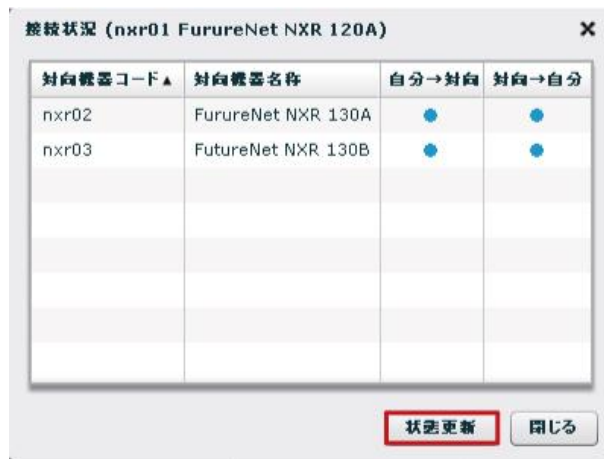 接続状況 (nxr01 FurureNet NXR 120A)
対向機器コード▲ 対向機器名称 自分→対向 対向→自分
nxr02 FurureNet NXR 130A ● ●
nxr03 FutureNet NXR 130B ● ●
状態更新 閉じる